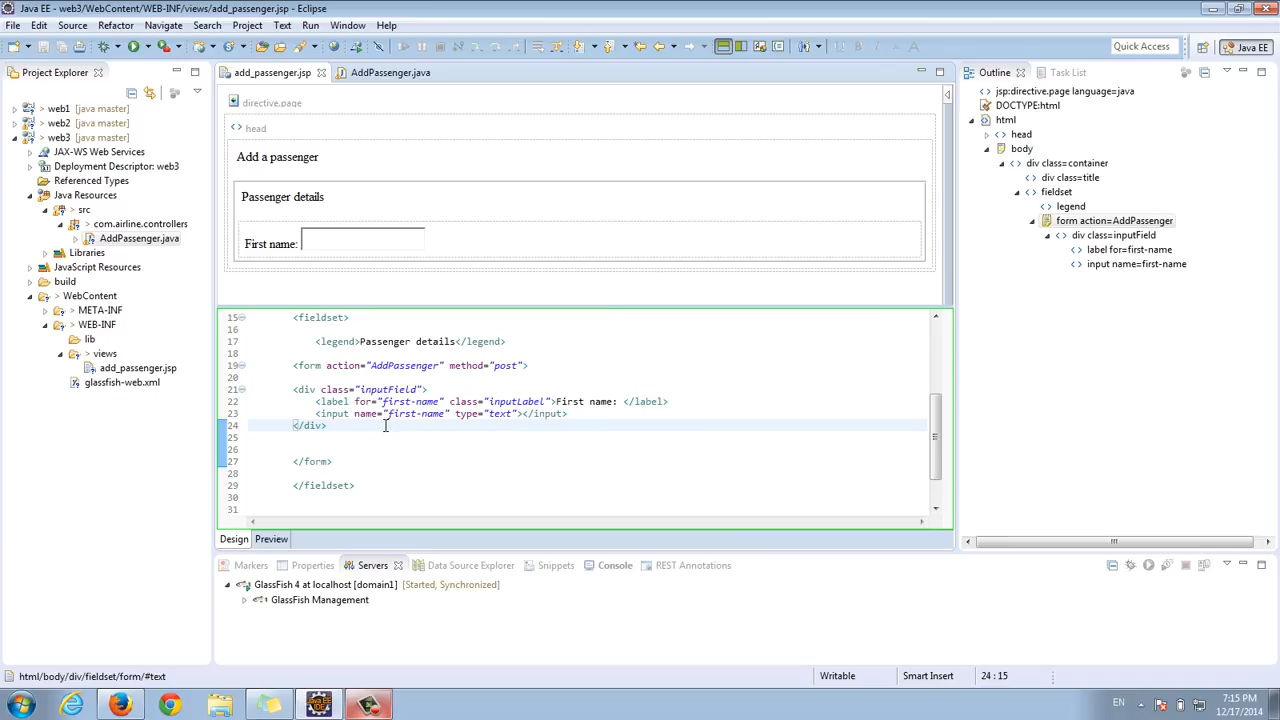 Java EE - web3/WebContent/WEB-INF/views/add_passenger.jsp - Eclipse
File Edit Source Refactor Navigate Search Project Text Run Window Help
Quick Access Java EE
Project Explorer
web1 [java master]
web2 [java master]
web3 [java master]
JAX-WS Web Services
Deployment Descriptor: web3
Referenced Types
Java Resources
> src
> com.airline.controllers
AddPassenger.java
Libraries
JavaScript Resources
build
> WebContent
> META-INF
> WEB-INF
lib
> views
add_passenger.jsp
glassfish-web.xml
add_passenger.jsp AddPassenger.java
directive.page
head
Add a passenger
Passenger details
First name:
15 <fieldset>
16
17 <legend>Passenger details</legend>
18
19 <form action="AddPassenger" method="post">
20
21 <div class="inputField">
22 <label for="first-name" class="inputLabel">First name: </label>
23 <input name="first-name" type="text"></input>
24 </div>
25
26
27 </form>
28
29 </fieldset>
30
31
Design Preview
Markers Properties Servers Data Source Explorer Snippets Console REST Annotations
GlassFish 4 at localhost [domain1] [Started, Synchronized]
GlassFish Management
Outline Task List
jsp:directive.page language=java
DOCTYPE:html
html
head
body
div class=container
div class=title
fieldset
legend
form action=AddPassenger
div class=inputField
label for=first-name
input name=first-name
html/body/div/fieldset/form/#text Writable Smart Insert 24 : 15
EN 7:15 PM
12/17/2014